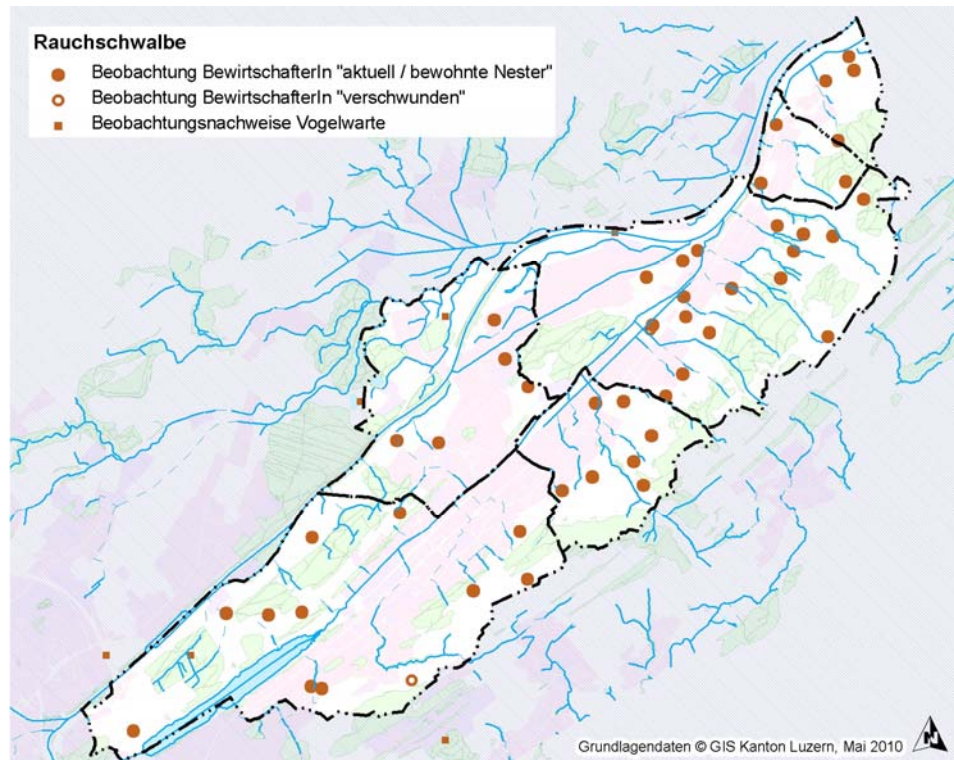 Rauchschwalbe
Beobachtung BewirtschafterIn "aktuell / bewohnte Nester"
Beobachtung BewirtschafterIn "verschwunden"
Beobachtungsnachweise Vogelwarte
Grundlagendaten © GIS Kanton Luzern, Mai 2010
N